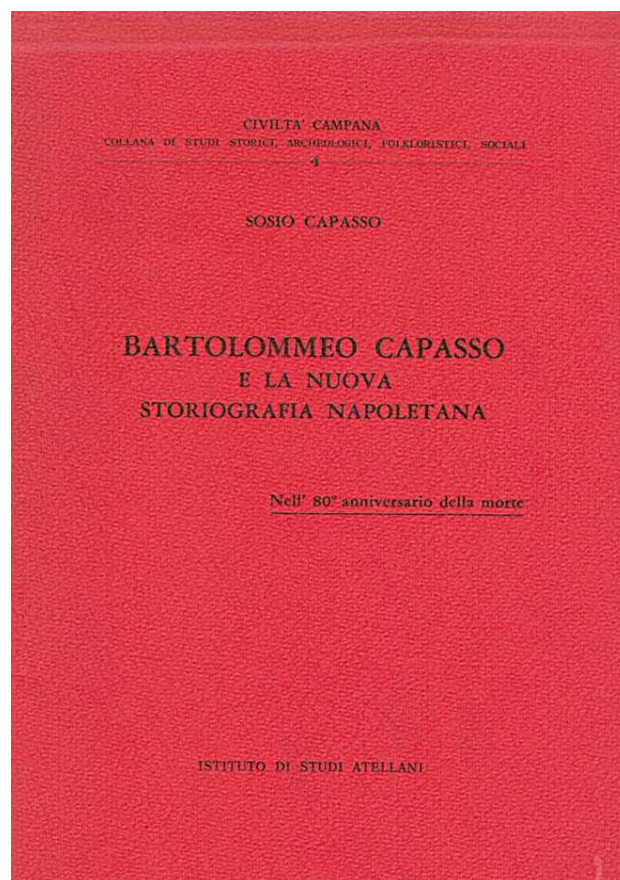 CIVILTA' CAMPANA
COLLANA DI STUDI STORICI, ARCHEOLOGICI, FOLKLORISTICI, SOCIALI
4
SOSIO CAPASSO
BARTOLOMMEO CAPASSO
E LA NUOVA
STORIOGRAFIA NAPOLETANA
Nell' 80° anniversario della morte
ISTITUTO DI STUDI ATELLANI